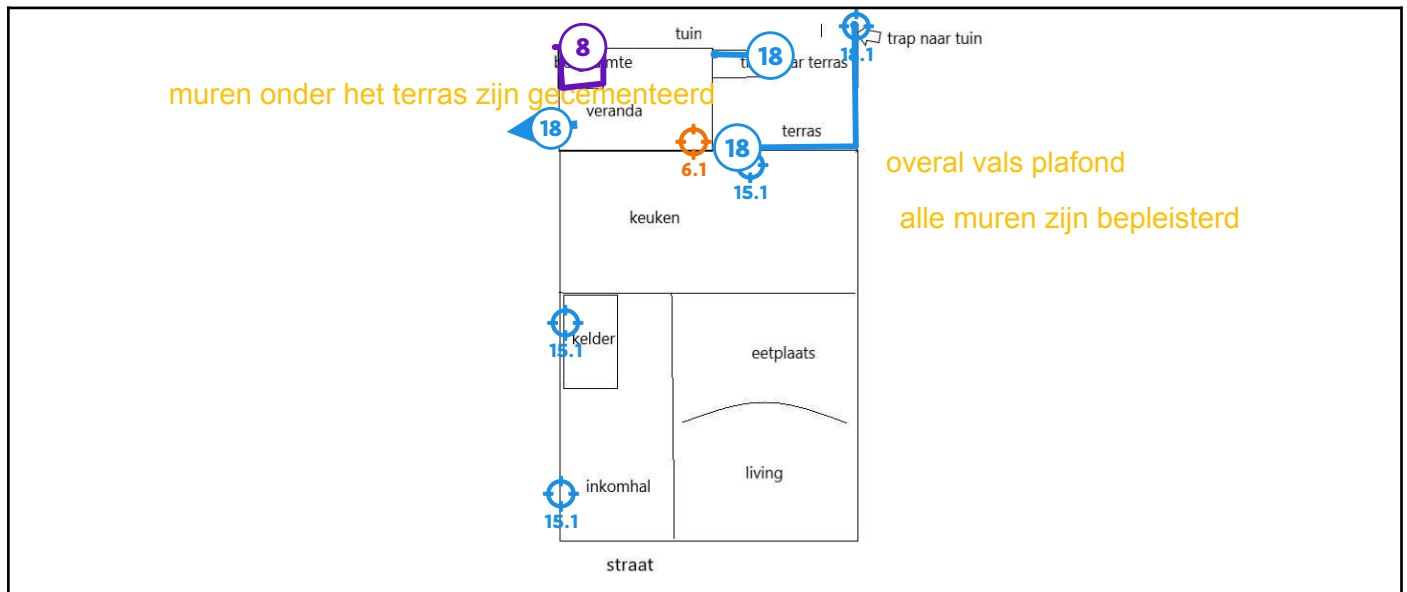 tuin
8
18
18.1
trap naar tuin
ar terras
muren onder het terras zijn gecementeerd
veranda
18
terras
18
6.1
15.1
overal vals plafond
keuken
alle muren zijn bepleisterd
kelder
15.1
eetplaats
living
inkomhal
15.1
straat